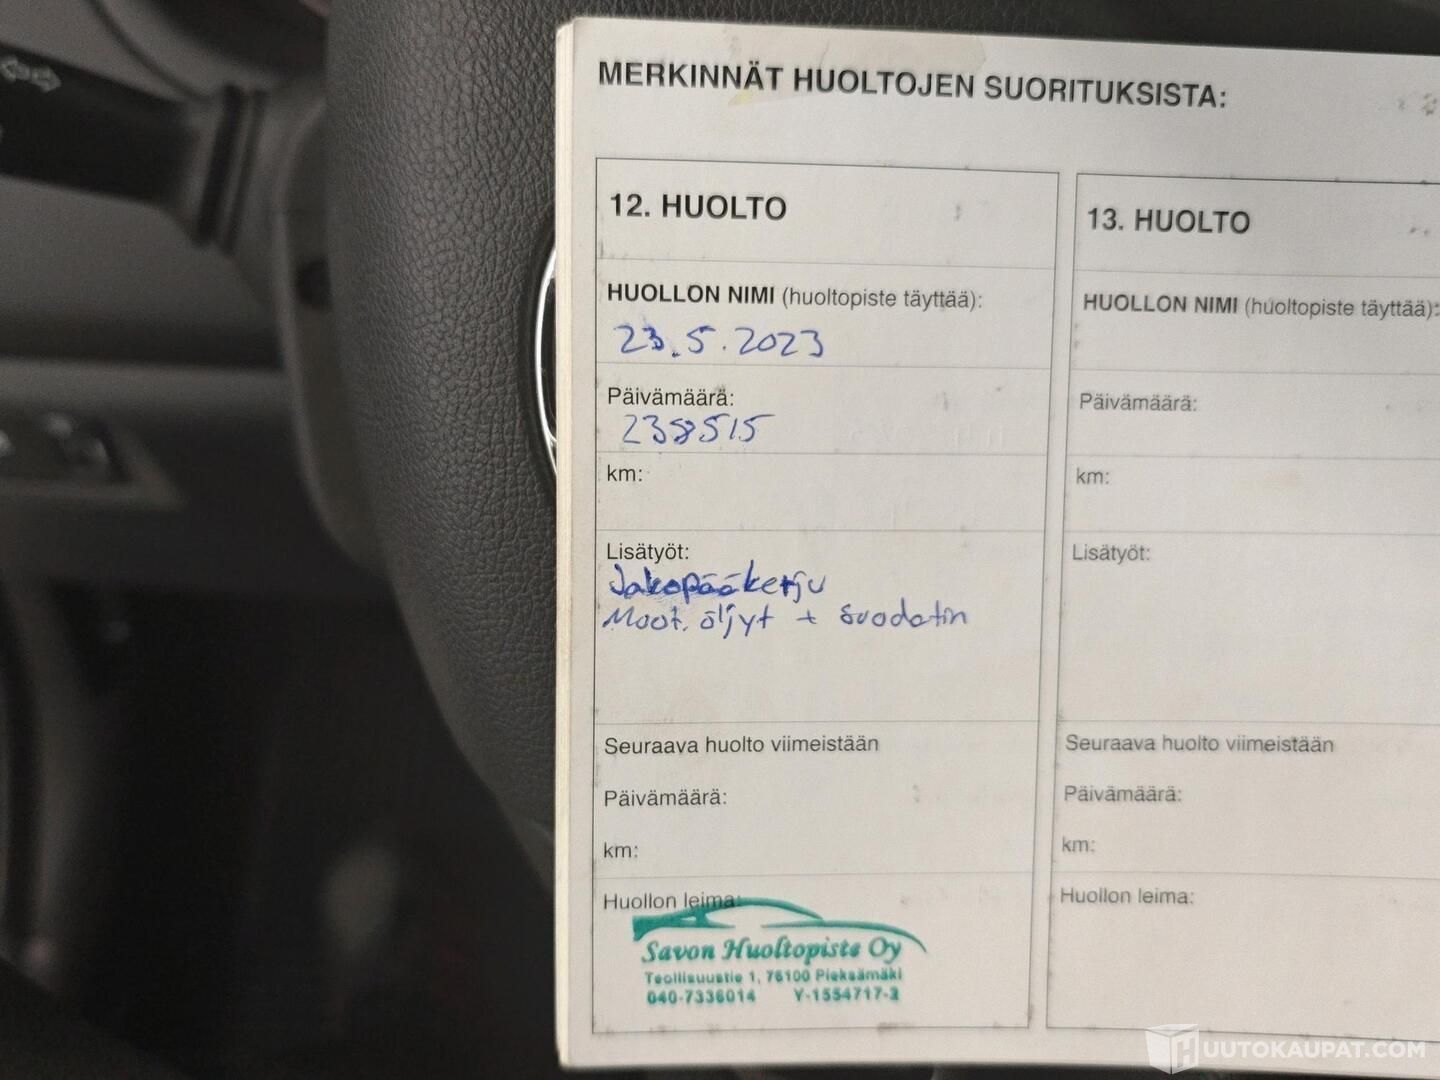 MERKINNÄT HUOLTOJEN SUORITUKSISTA:
12. HUOLTO
HUOLLON NIMI (huoltopiste täyttää):
23.5.2023
Päivämäärä:
238515
km:
Lisätyöt:
Jakopääketju
Moot. öljyt + suodatin
Seuraava huolto viimeistään
Päivämäärä:
km:
Huollon leima:
Savon Huoltopiste Oy
Teollisuustie 1, 76100 Pieksämäki
040-7336014 Y-1554717-2
13. HUOLTO
HUOLLON NIMI (huoltopiste täyttää):
Päivämäärä:
km:
Lisätyöt:
Seuraava huolto viimeistään
Päivämäärä:
km:
Huollon leima:
HUUTOKAUPAT.COM